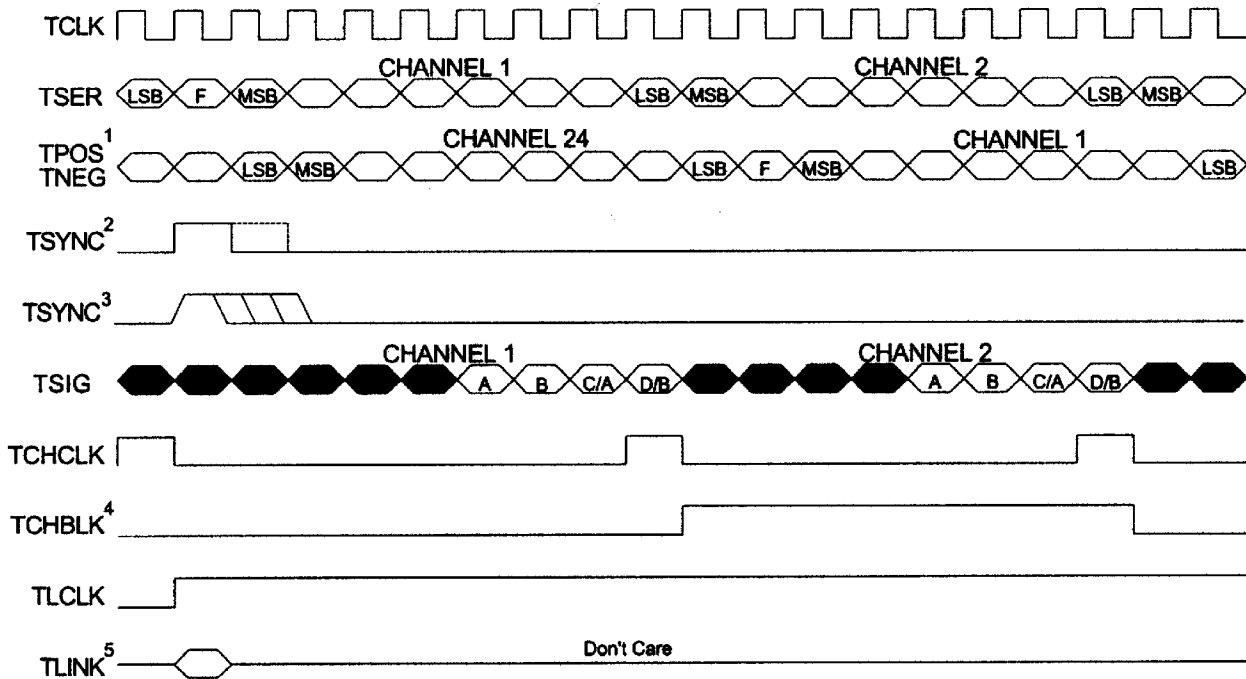 TCLK
CHANNEL 1 CHANNEL 2
TSER LSB F MSB LSB MSB LSB MSB
CHANNEL 24 CHANNEL 1
TPOS1
TNEG LSB MSB LSB F MSB LSB
TSYNC2
TSYNC3
CHANNEL 1 CHANNEL 2
TSIG A B C/A D/B A B C/A D/B
TCHCLK
TCHBLK4
TLCLK
Don't Care
TLINK5